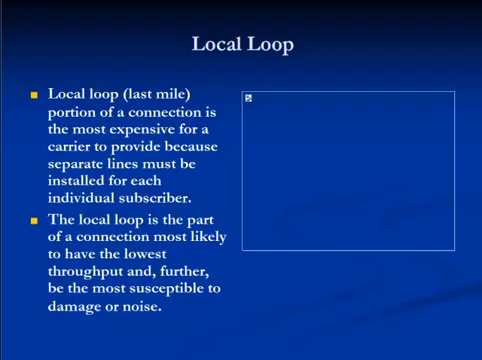 Local Loop
Local loop (last mile)
portion of a connection is
the most expensive for a
carrier to provide because
separate lines must be
installed for each
individual subscriber.
The local loop is the part
of a connection most likely
to have the lowest
throughput and, further,
be the most susceptible to
damage or noise.